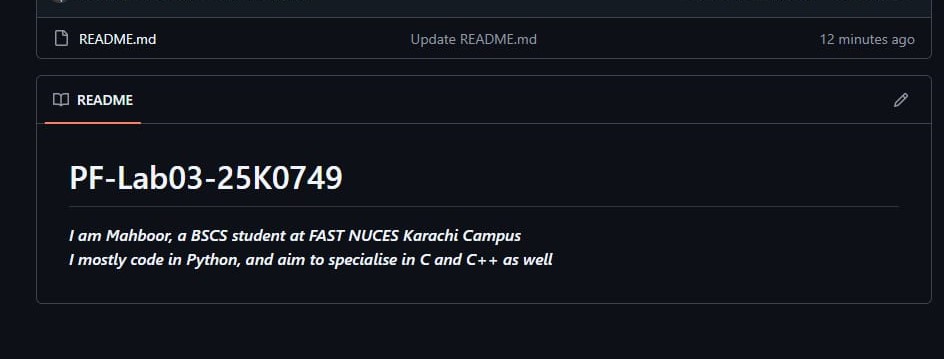 README.md Update README.md 12 minutes ago
README
PF-Lab03-25K0749
I am Mahboor, a BSCS student at FAST NUCES Karachi Campus
I mostly code in Python, and aim to specialise in C and C++ as well